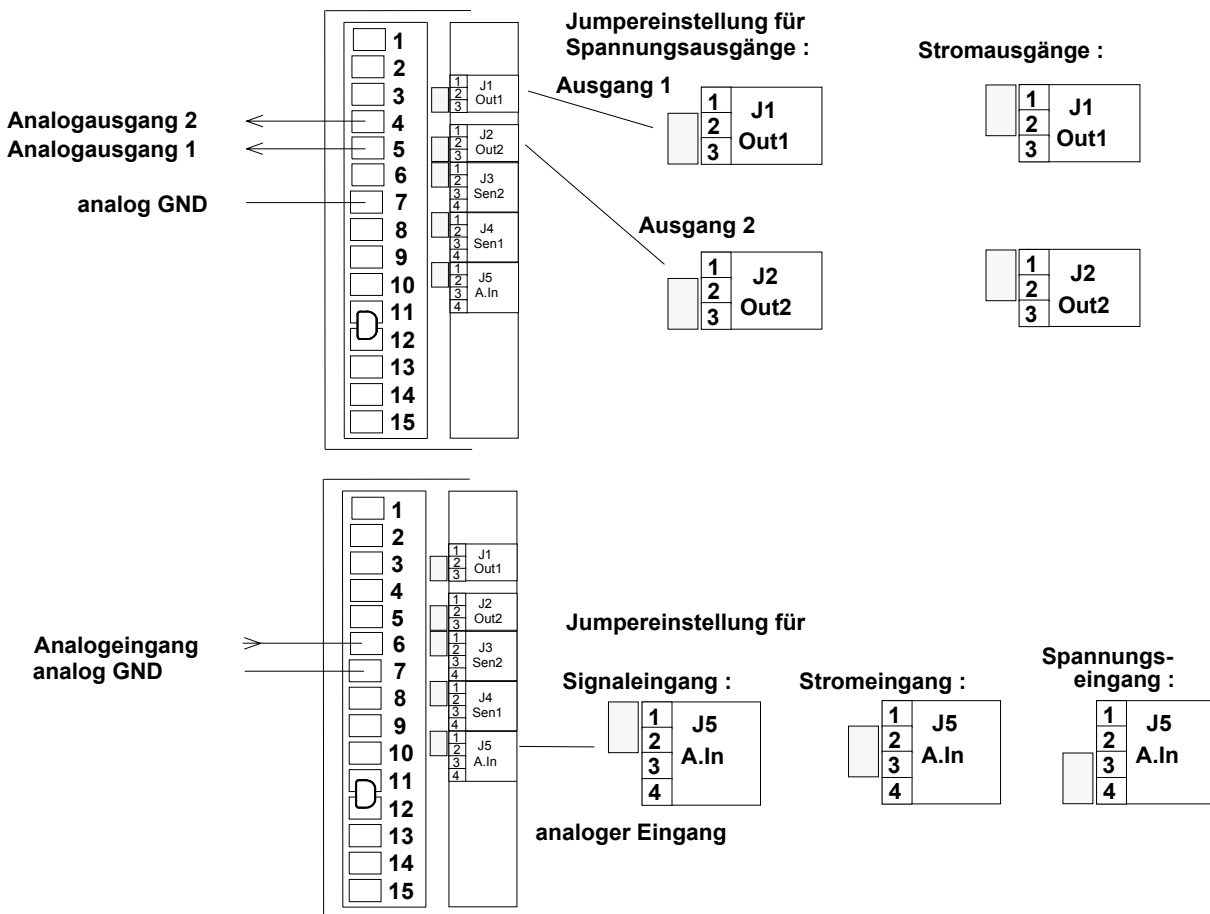 Jumpereinstellung für
Spannungsausgänge :
Stromausgänge :
Analogausgang 2
Analogausgang 1
analog GND
1
2
3
4
5
6
7
8
9
10
11
12
13
14
15
1
2
3
J1
Out1
1
2
3
J2
Out2
1
2
3
4
J3
Sen2
1
2
3
4
J4
Sen1
1
2
3
4
J5
A.In
Ausgang 1
1
2
3
J1
Out1
1
2
3
J1
Out1
Ausgang 2
1
2
3
J2
Out2
1
2
3
J2
Out2
Analogeingang
analog GND
1
2
3
4
5
6
7
8
9
10
11
12
13
14
15
1
2
3
J1
Out1
1
2
3
J2
Out2
1
2
3
4
J3
Sen2
1
2
3
4
J4
Sen1
1
2
3
4
J5
A.In
Jumpereinstellung für
Signaleingang :
1
2
3
4
J5
A.In
Stromeingang :
1
2
3
4
J5
A.In
Spannungs-
eingang :
1
2
3
4
J5
A.In
analoger Eingang